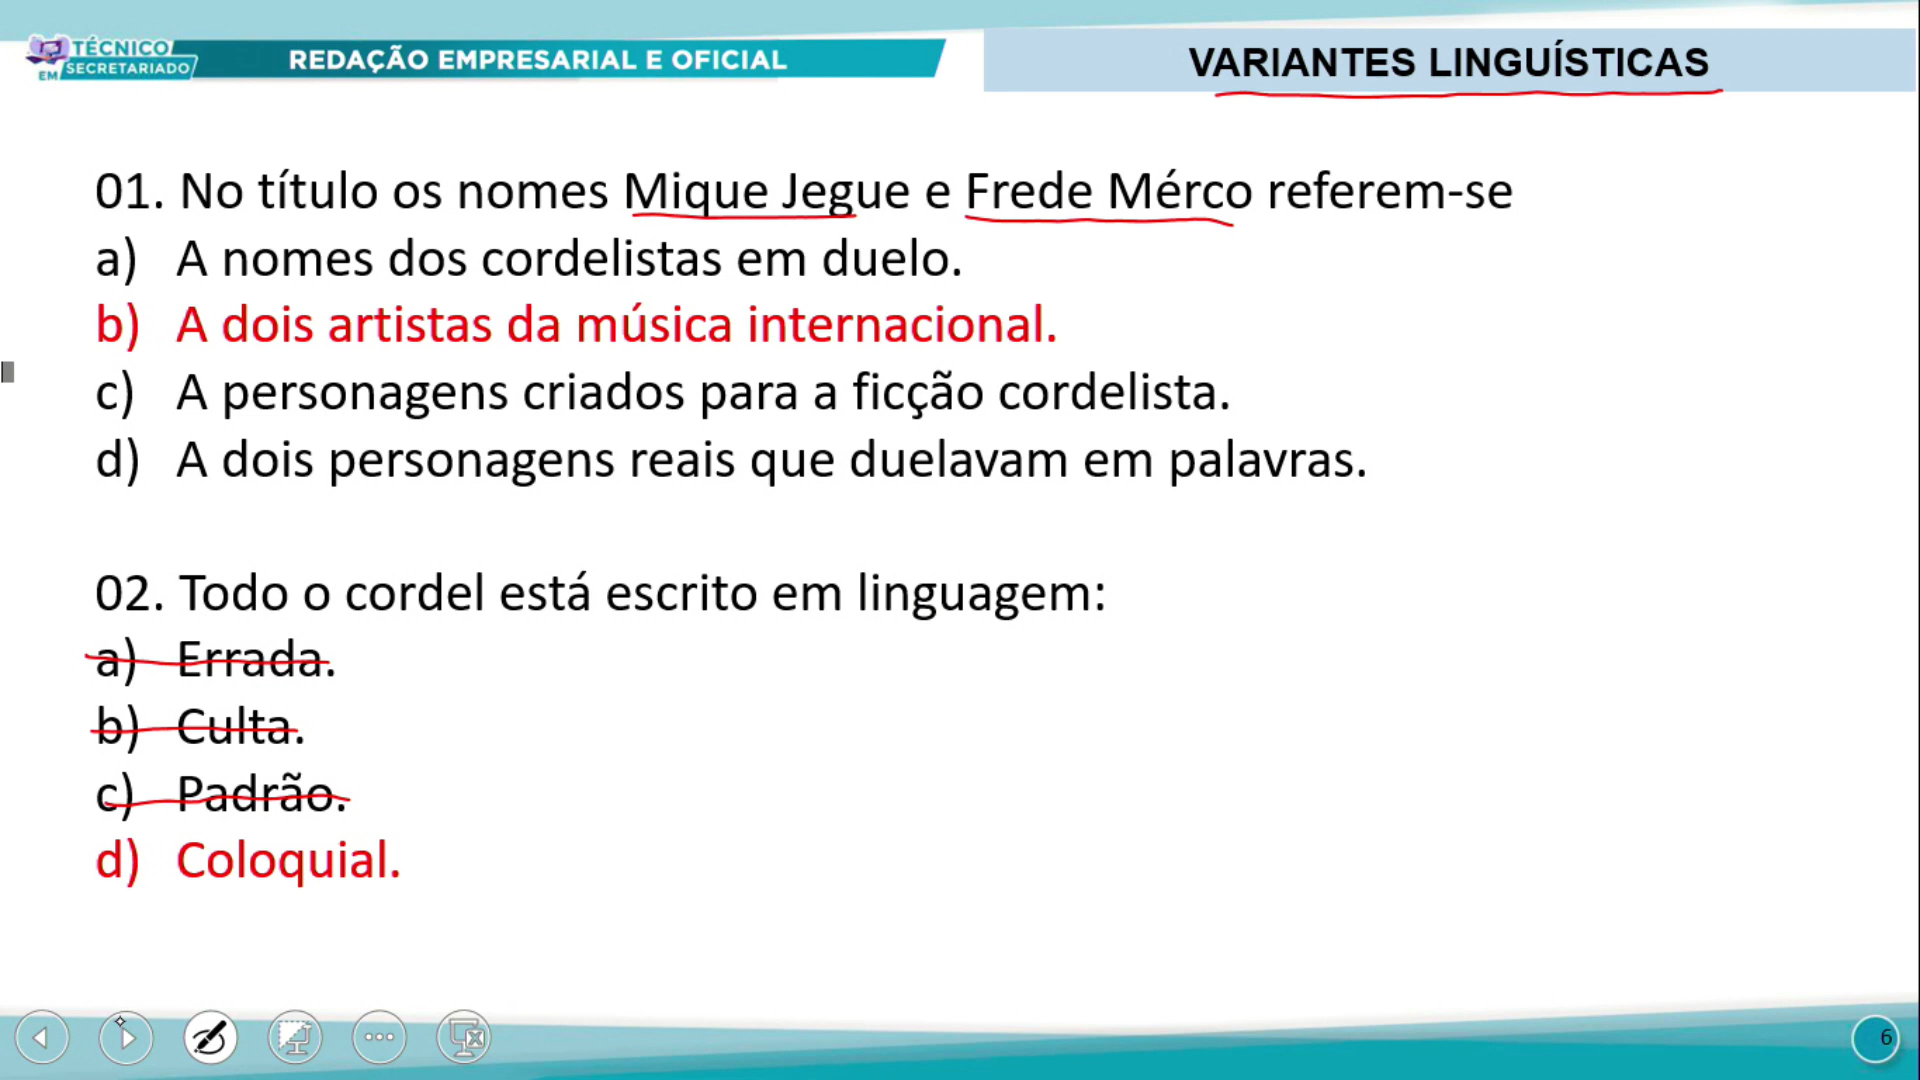 TÉCNICO
EM SECRETARIADO
REDAÇÃO EMPRESARIAL E OFICIAL
VARIANTES LINGUÍSTICAS
01. No título os nomes Mique Jegue e Frede Mérco referem-se
a) A nomes dos cordelistas em duelo.
b) A dois artistas da música internacional.
c) A personagens criados para a ficção cordelista.
d) A dois personagens reais que duelavam em palavras.
02. Todo o cordel está escrito em linguagem:
a) Errada.
b) Culta.
c) Padrão.
d) Coloquial.
6